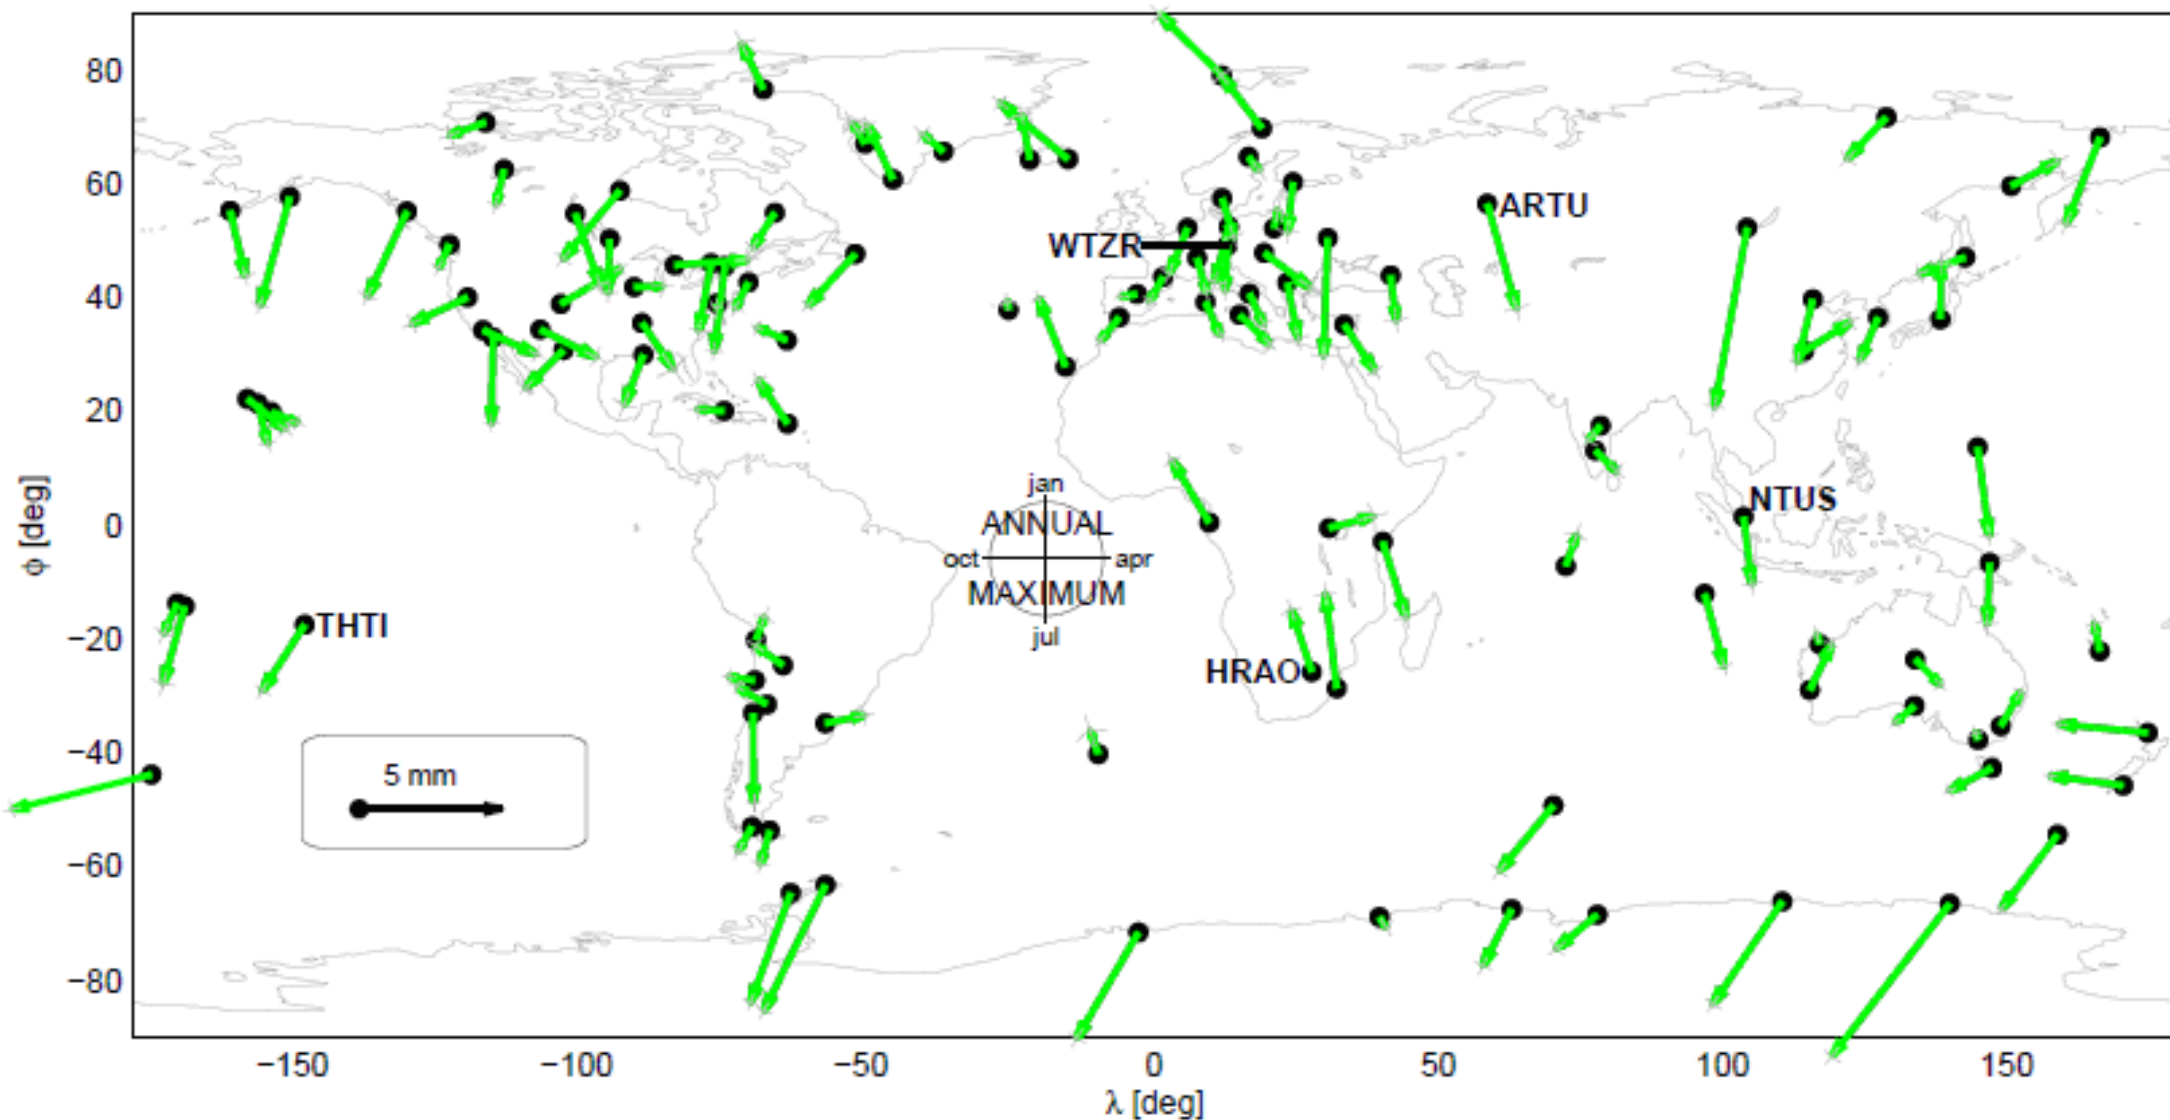 80
60
40
20
0
−20
−40
−60
−80
ϕ [deg]
−150
−100
−50
0
50
100
150
λ [deg]
ARTU
WTZR
NTUS
THTI
HRAO
jan
ANNUAL
oct
apr
MAXIMUM
jul
5 mm